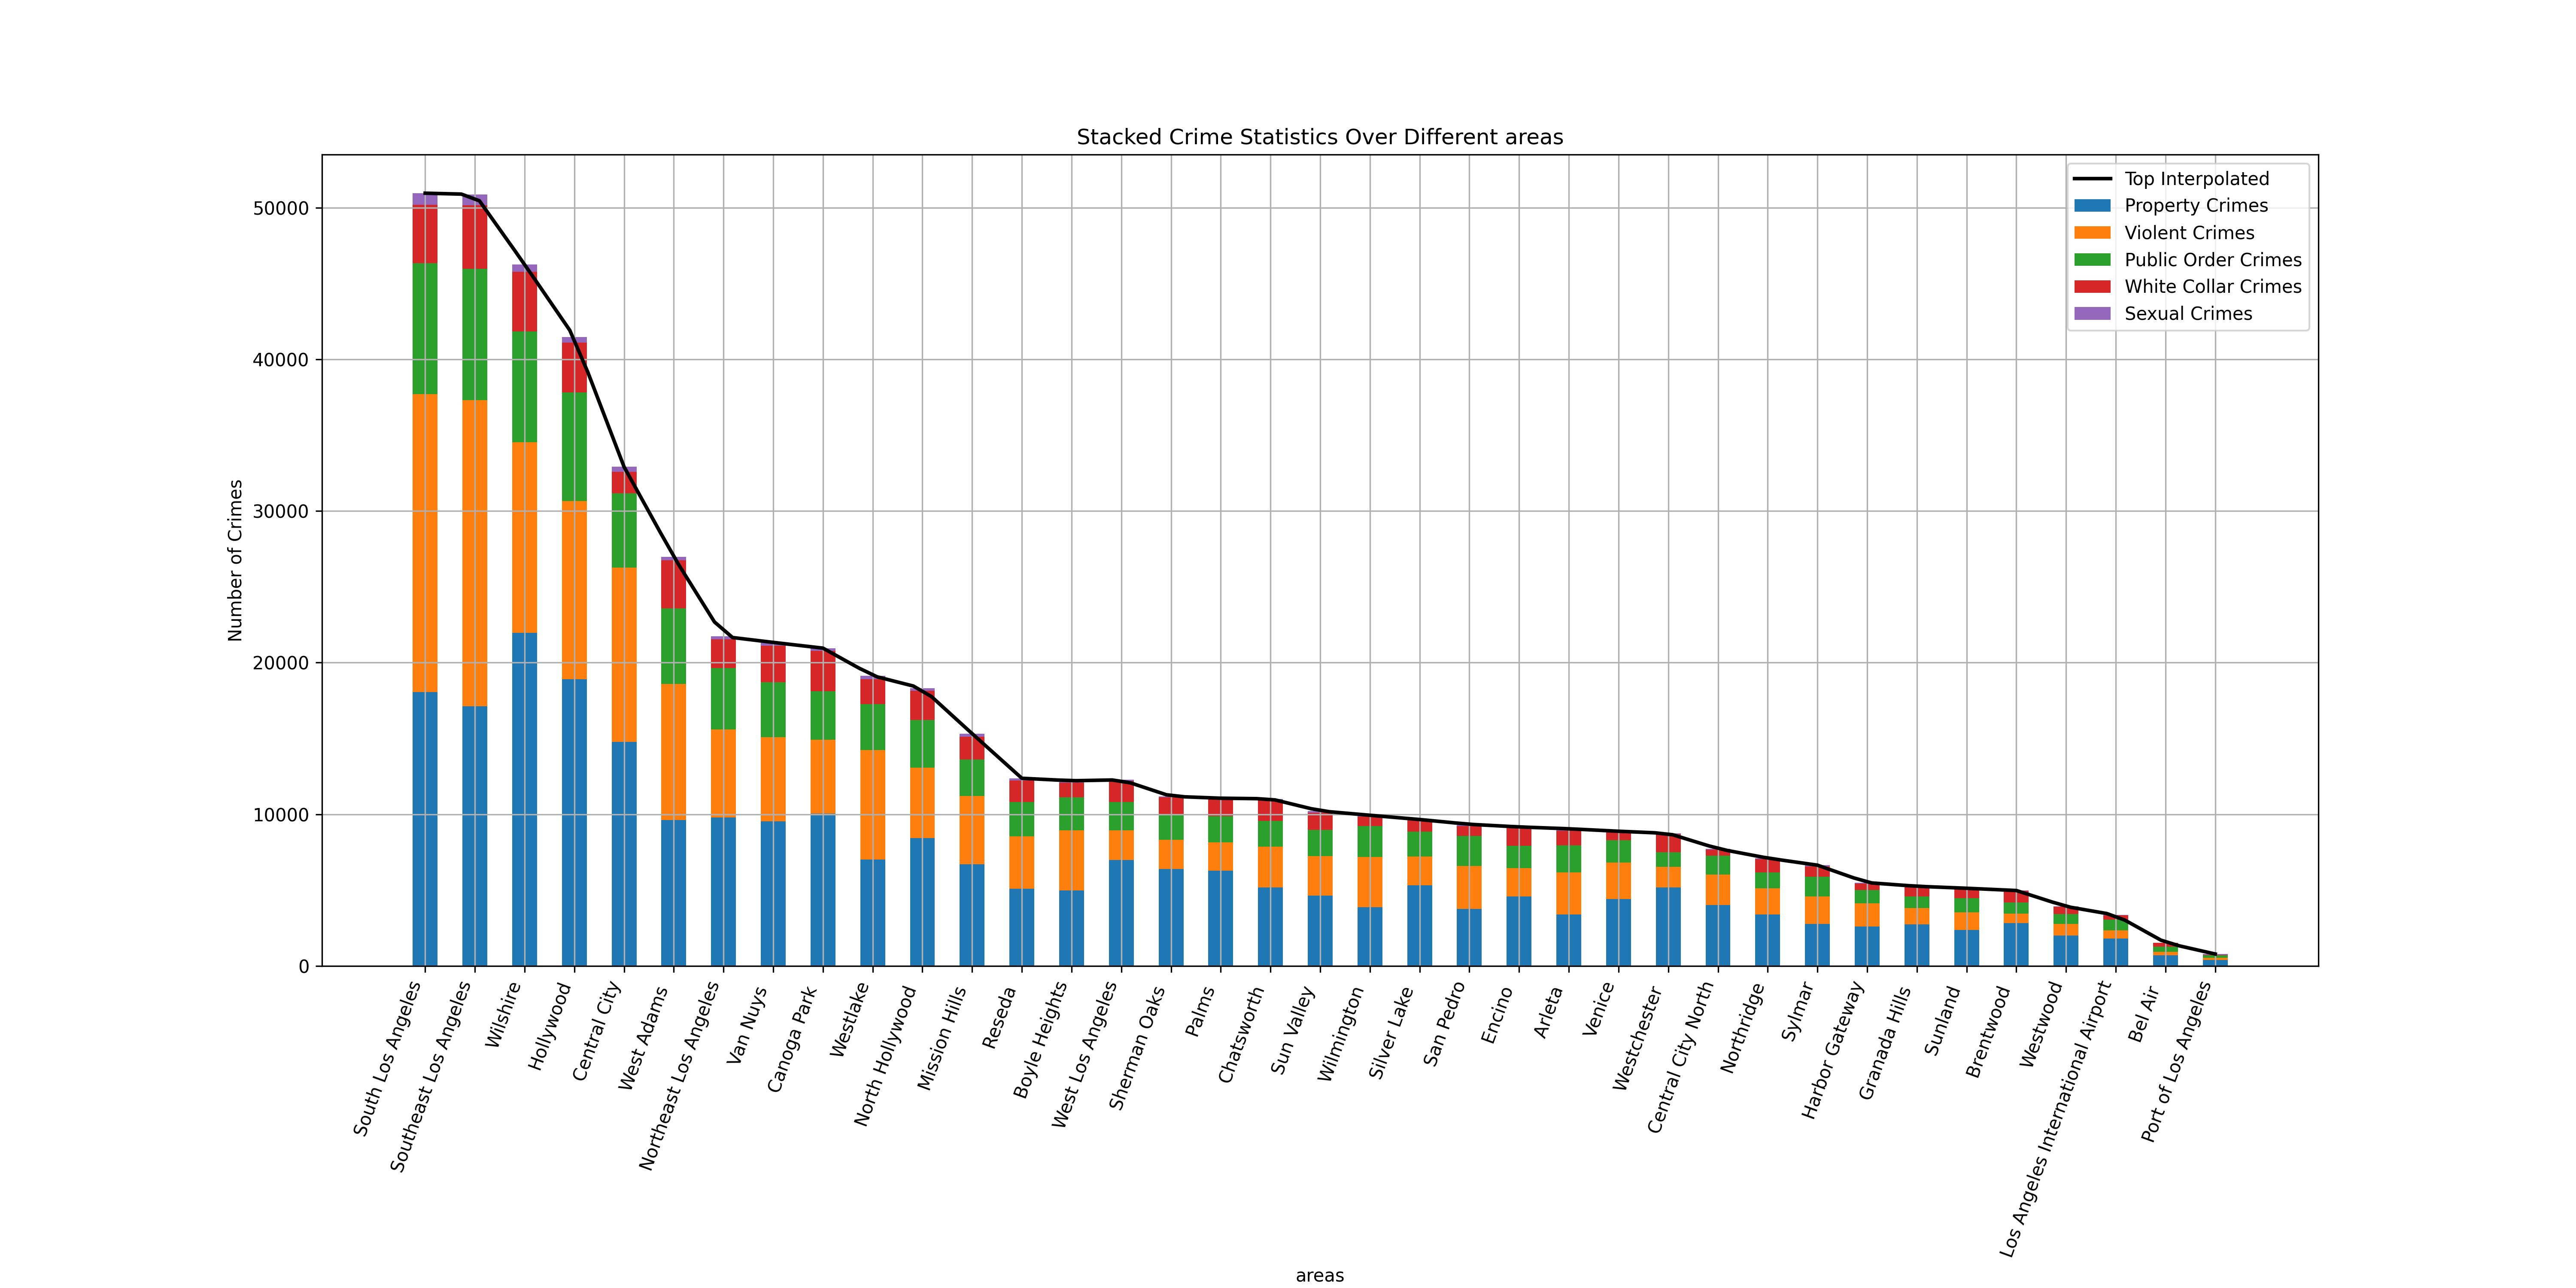 Stacked Crime Statistics Over Different areas
Top Interpolated
Property Crimes
Violent Crimes
Public Order Crimes
White Collar Crimes
Sexual Crimes
Number of Crimes
50000
40000
30000
20000
10000
0
South Los Angeles
Southeast Los Angeles
Wilshire
Hollywood
Central City
West Adams
Northeast Los Angeles
Van Nuys
Canoga Park
Westlake
North Hollywood
Mission Hills
Reseda
Boyle Heights
West Los Angeles
Sherman Oaks
Palms
Chatsworth
Sun Valley
Wilmington
Silver Lake
San Pedro
Encino
Arleta
Venice
Westchester
Central City North
Northridge
Sylmar
Harbor Gateway
Granada Hills
Sunland
Brentwood
Westwood
Los Angeles International Airport
Bel Air
Port of Los Angeles
areas